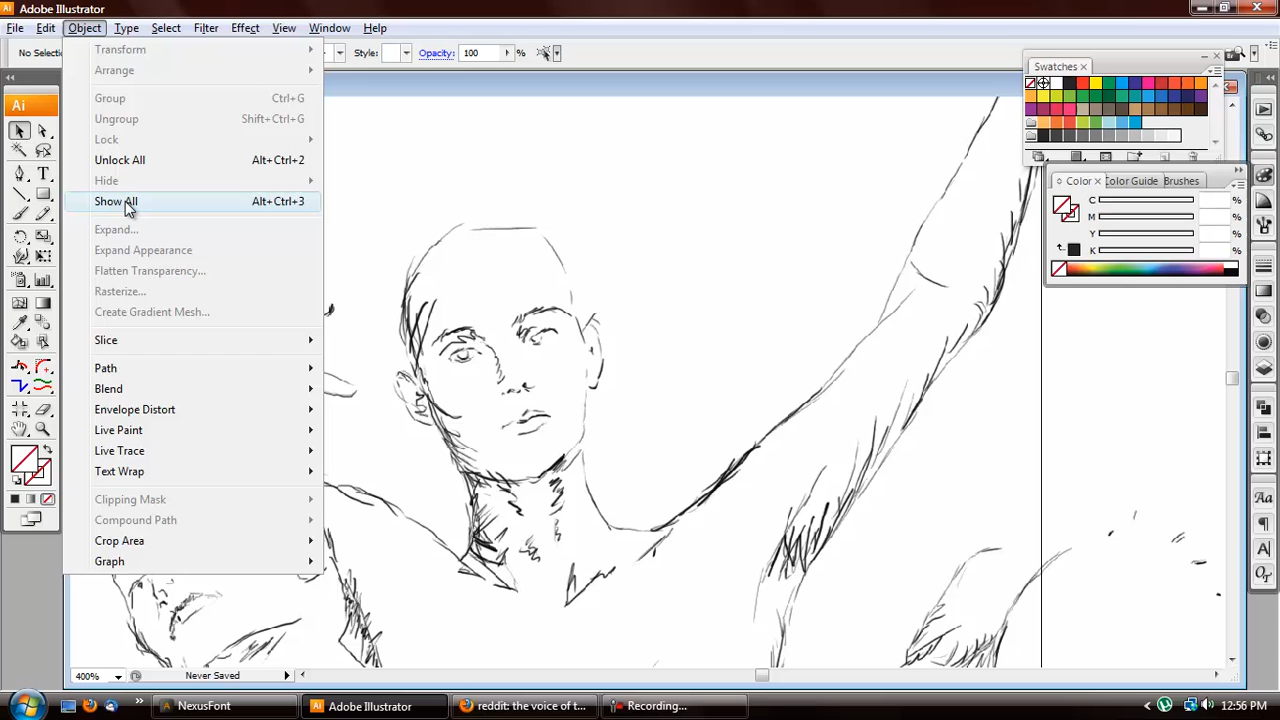 Adobe Illustrator
File Edit Object Type Select Filter Effect View Window Help
No Selectio Style: Opacity: 100 %
Transform
Arrange
Group Ctrl+G
Ungroup Shift+Ctrl+G
Lock
Unlock All Alt+Ctrl+2
Hide
Show All Alt+Ctrl+3
Expand...
Expand Appearance
Flatten Transparency...
Rasterize...
Create Gradient Mesh...
Slice
Path
Blend
Envelope Distort
Live Paint
Live Trace
Text Wrap
Clipping Mask
Compound Path
Crop Area
Graph
Ai
Swatches
Color Color Guide Brushes
C %
M %
Y %
K %
400% Never Saved
NexusFont Adobe Illustrator reddit: the voice of t... Recording... 12:56 PM